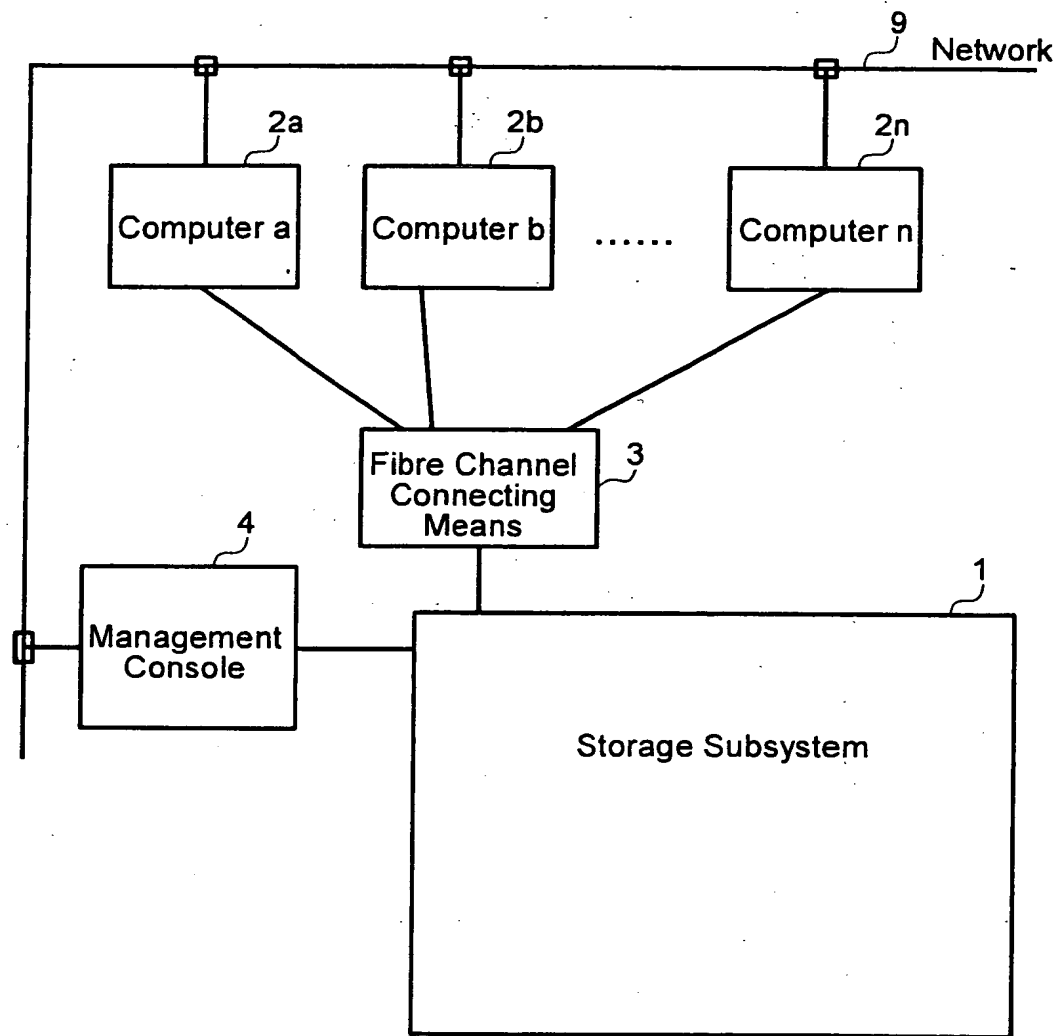 9
Network
2a
2b
2n
Computer a
Computer b
......
Computer n
Fibre Channel
Connecting
Means
3
4
Management
Console
1
Storage Subsystem